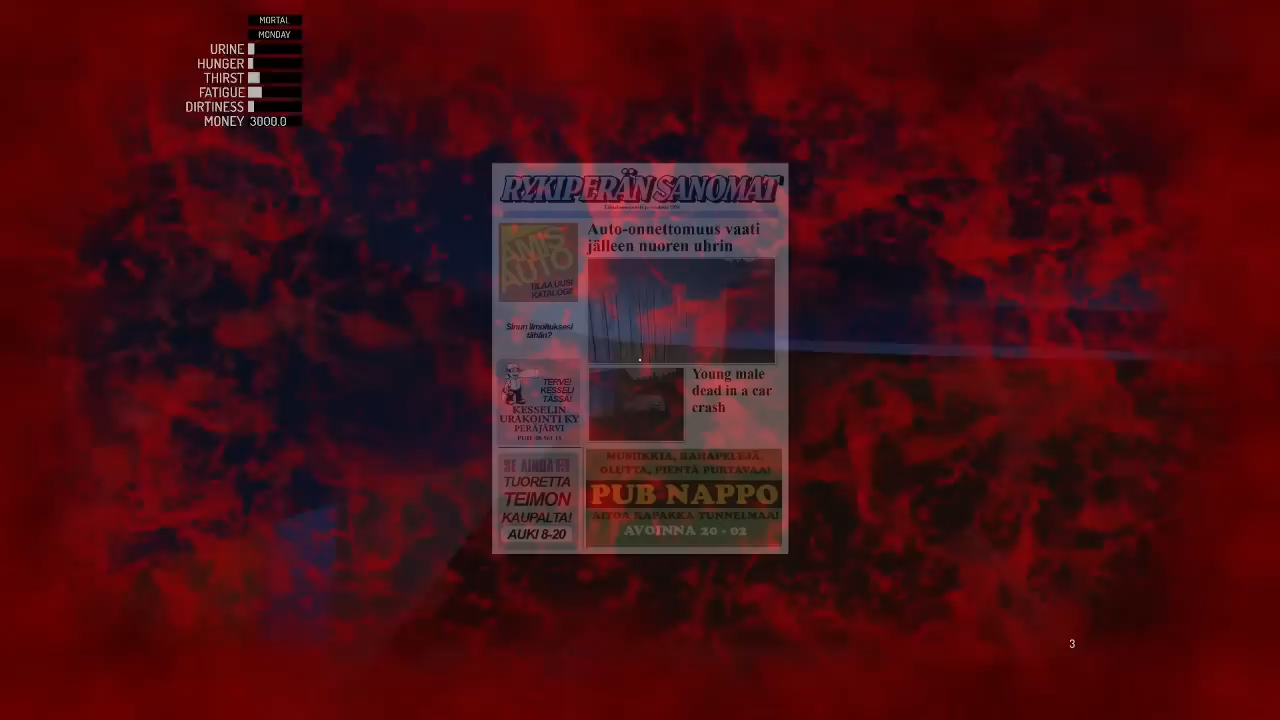 MORTAL
MONDAY
URINE
HUNGER
THIRST
FATIGUE
DIRTINESS
MONEY 3000.0
RYKIPERÄN SANOMAT
Auto-onnettomuus vaati
jälleen nuoren uhrin
AMIS
AUTO
TILAA UUSI
KATALOGI!
Sinun ilmoituksesi
tähän?
Young male
dead in a car
crash
TERVE!
KESSELI
TÄSSÄ!
KESSELIN
URAKOINTI KY
PERÄJÄRVI
SE AINOA
TUORETTA
TEIMON
KAUPALTA!
AUKI 8-20
MUSIIKKIA, RAHAPELEJÄ,
OLUTTA, PIENTÄ PURTAVAA!
PUB NAPPO
AITOA RAPAKKA TUNNELMAA!
AVOINNA 20 - 02
3